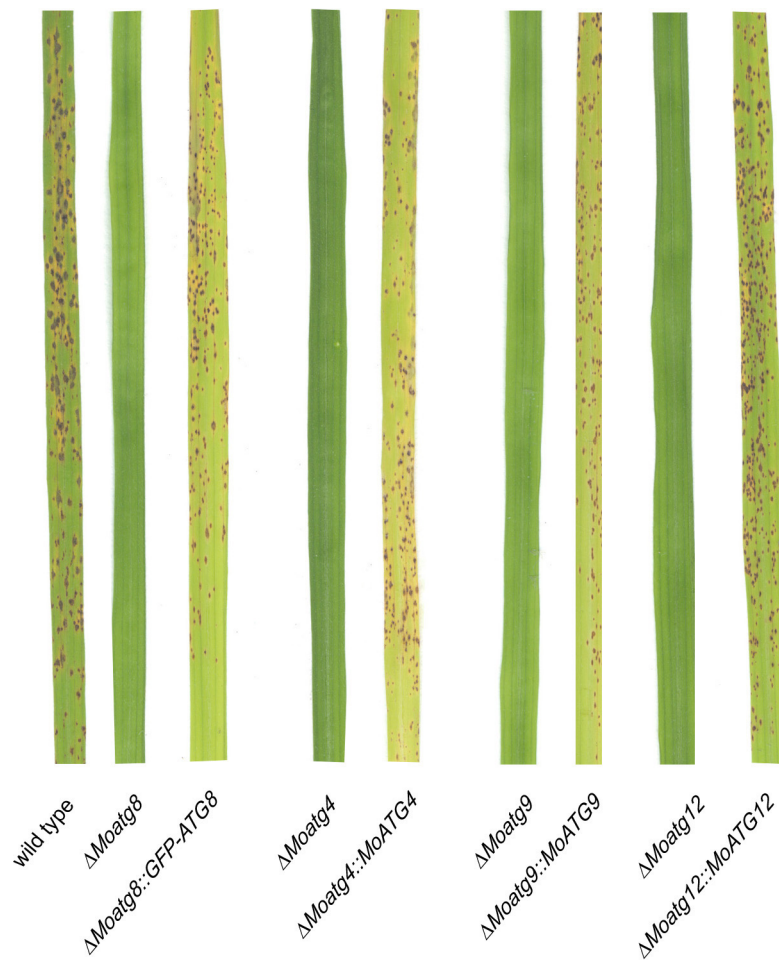 wild type
ΔMoatg8
ΔMoatg8::GFP-ATG8
ΔMoatg4
ΔMoatg4::MoATG4
ΔMoatg9
ΔMoatg9::MoATG9
ΔMoatg12
ΔMoatg12::MoATG12